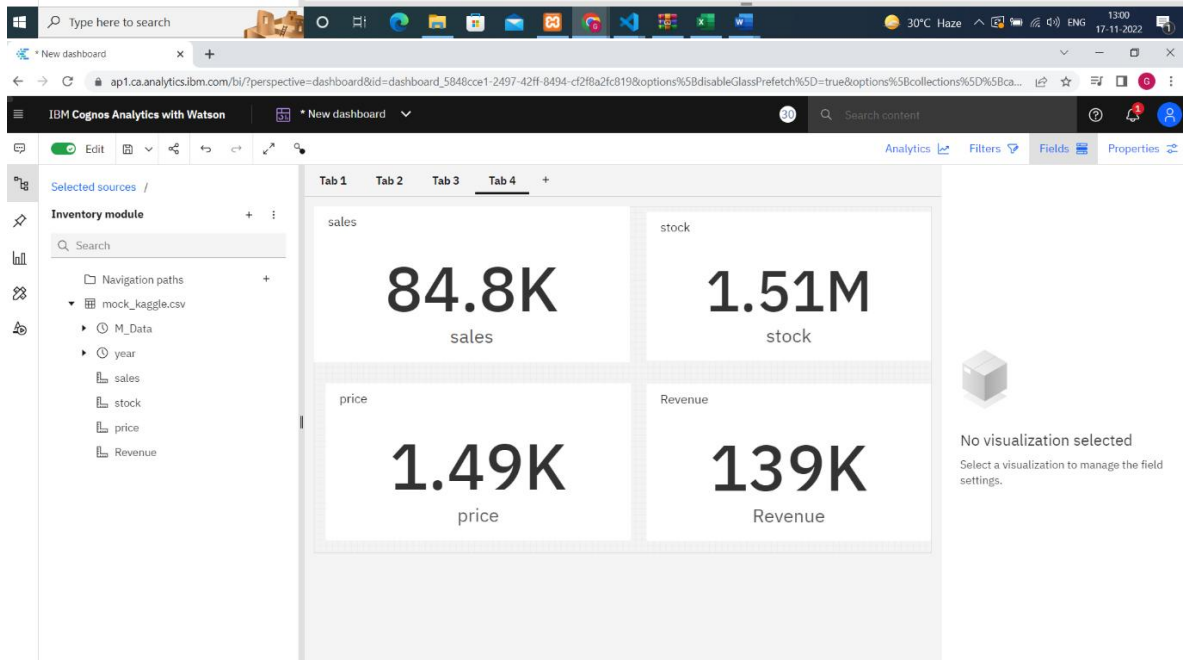 Type here to search
30°C Haze
ENG
13:00
17-11-2022
1
* New dashboard
ap1.ca.analytics.ibm.com/bi/?perspective=dashboard&id=dashboard_5848cce1-2497-42ff-8494-cf2f8a2fc819&options%5BdisableGlassPrefetch%5D=true&options%5Bcollections%5D%5Bca...
G
IBM Cognos Analytics with Watson
* New dashboard
30
Search content
1
Edit
Analytics
Filters
Fields
Properties
Selected sources /
Inventory module
Search
Navigation paths
mock_kaggle.csv
M_Data
year
sales
stock
price
Revenue
Tab 1 Tab 2 Tab 3 Tab 4 +
sales
84.8K
sales
stock
1.51M
stock
price
1.49K
price
Revenue
139K
Revenue
No visualization selected
Select a visualization to manage the field
settings.